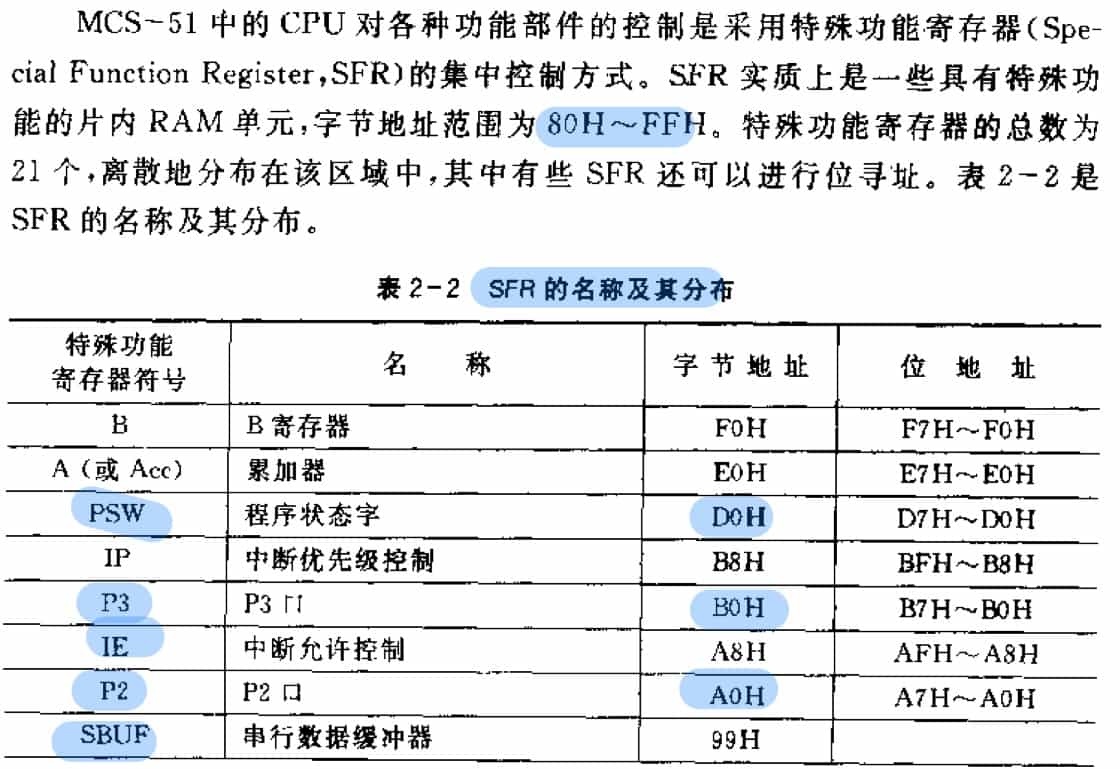 MCS-51 中的 CPU 对各种功能部件的控制是采用特殊功能寄存器(Spe-
cial Function Register,SFR)的集中控制方式。SFR 实质上是一些具有特殊功
能的片内 RAM 单元,字节地址范围为 80H～FFH。特殊功能寄存器的总数为
21 个,离散地分布在该区域中,其中有些 SFR 还可以进行位寻址。表 2-2 是
SFR 的名称及其分布。
表 2-2 SFR 的名称及其分布
特殊功能
寄存器符号 名 称 字节地址 位地址
B B 寄存器 F0H F7H～F0H
A (或 Acc) 累加器 E0H E7H～E0H
PSW 程序状态字 D0H D7H～D0H
IP 中断优先级控制 B8H BFH～B8H
P3 P3 口 B0H B7H～B0H
IE 中断允许控制 A8H AFH～A8H
P2 P2 口 A0H A7H～A0H
SBUF 串行数据缓冲器 99H